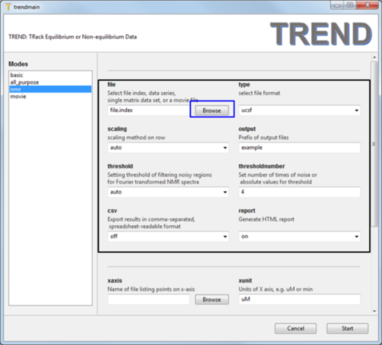 trendmain
TREND: TRack Equilibrium or Non-equilibrium Data
TREND
Modes
basic
all_purpose
nmr
movie
file
Select file index, data series,
single matrix data set, or a movie file
file.index
Browse
type
select file format
ucsf
scaling
scaling method on row
auto
output
Prefix of output files
example
threshold
Setting threshold of filtering noisy regions
for Fourier transformed NMR spectra
auto
thresholdnumber
Set number of times of noise or
absolute values for threshold
4
csv
Export results in comma-separated,
spreadsheet-readable format
off
report
Generate HTML report
on
xaxis
Name of file listing points on x-axis
Browse
xunit
Units of X axis, e.g. uM or min
uM
Cancel
Start